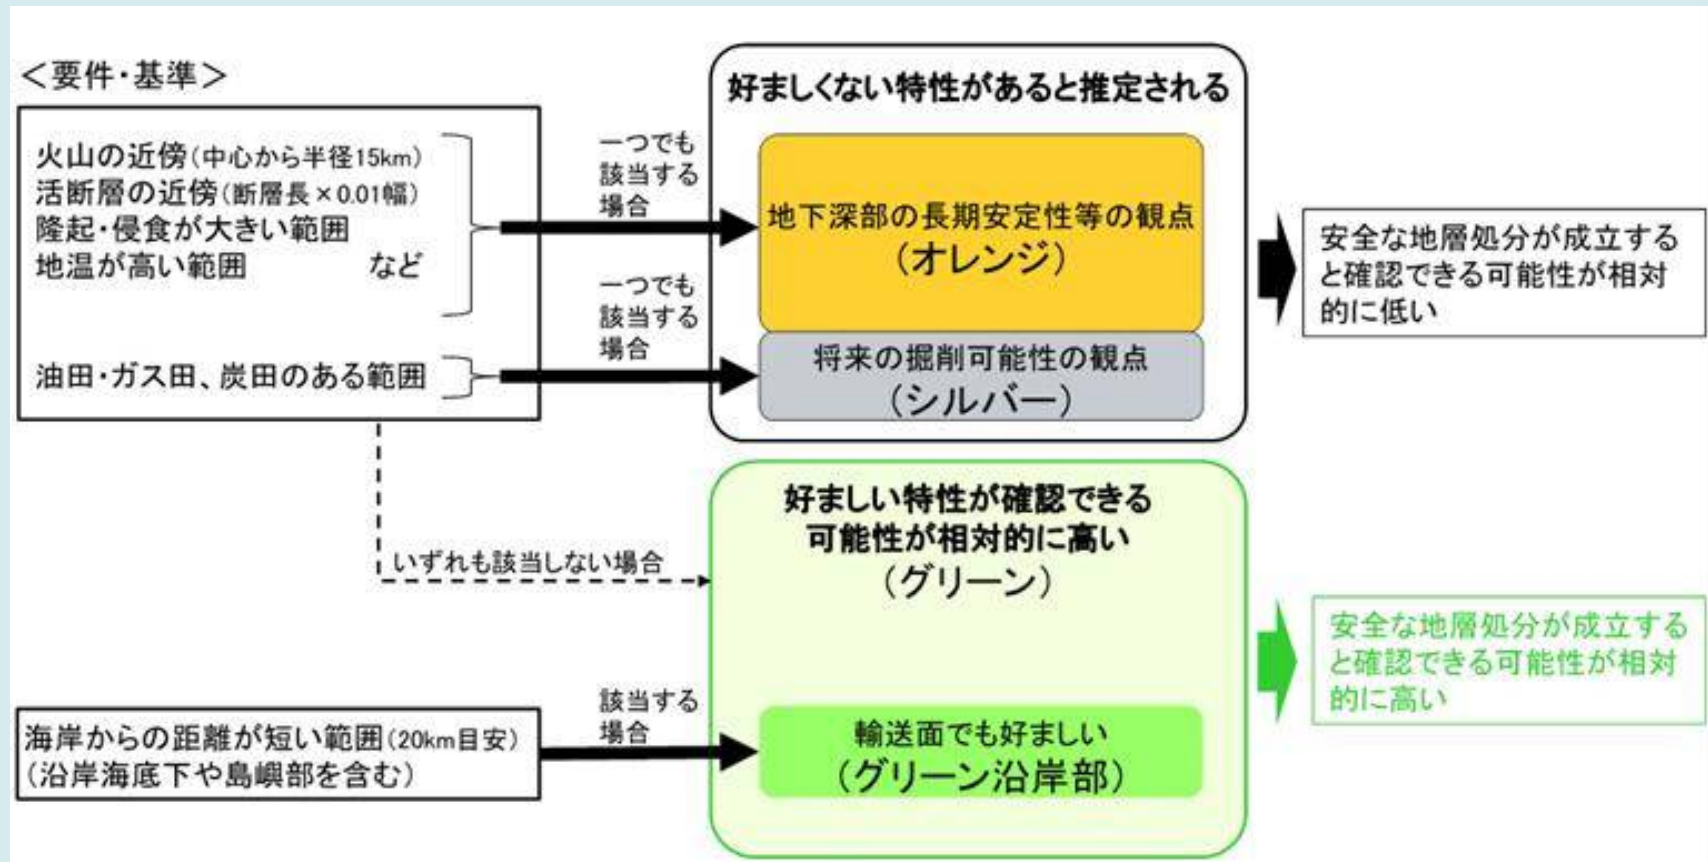 ＜要件・基準＞
火山の近傍（中心から半径15km）
活断層の近傍（断層長×0.01幅）
隆起・侵食が大きい範囲
地温が高い範囲　　　など
油田・ガス田、炭田のある範囲
一つでも
該当する
場合
一つでも
該当する
場合
好ましくない特性があると推定される
地下深部の長期安定性等の観点
（オレンジ）
将来の掘削可能性の観点
（シルバー）
安全な地層処分が成立する
と確認できる可能性が相対
的に低い
いずれも該当しない場合
好ましい特性が確認できる
可能性が相対的に高い
（グリーン）
安全な地層処分が成立する
と確認できる可能性が相対
的に高い
海岸からの距離が短い範囲（20km目安）
（沿岸海底下や島嶼部を含む）
該当する
場合
輸送面でも好ましい
（グリーン沿岸部）